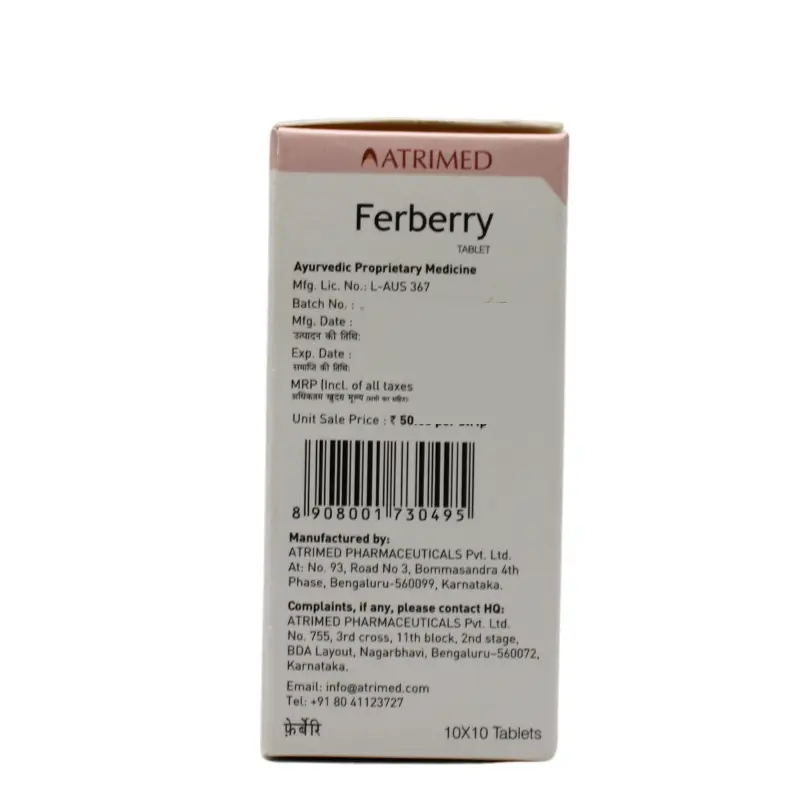 ATRIMED
Ferberry
TABLET
Ayurvedic Proprietary Medicine
Mfg. Lic. No.: L-AUS 367
Batch No. :
Mfg. Date :
उत्पादन की तिथि:
Exp. Date :
समाप्ति की तिथि:
MRP (Incl. of all taxes
अधिकतम खुदरा मूल्य
Unit Sale Price : ₹ 50.
8 908001 730495
Manufactured by:
ATRIMED PHARMACEUTICALS Pvt. Ltd.
At: No. 93, Road No 3, Bommasandra 4th
Phase, Bengaluru-560099, Karnataka.
Complaints, if any, please contact HQ:
ATRIMED PHARMACEUTICALS Pvt. Ltd.
No. 755, 3rd cross, 11th block, 2nd stage,
BDA Layout, Nagarbhavi, Bengaluru-560072,
Karnataka.
Email: info@atrimed.com
Tel: +91 80 41123727
फ़ेर्बेरि
10X10 Tablets